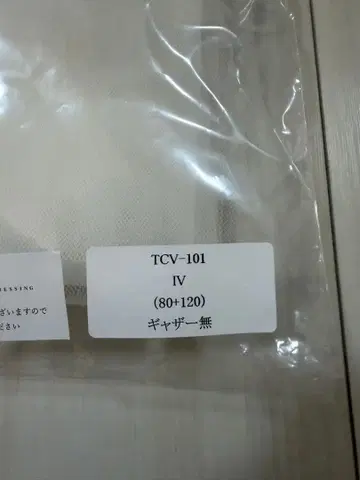 ESSING
ざいますので
ださい
TCV-101
IV
(80+120)
ギャザー無